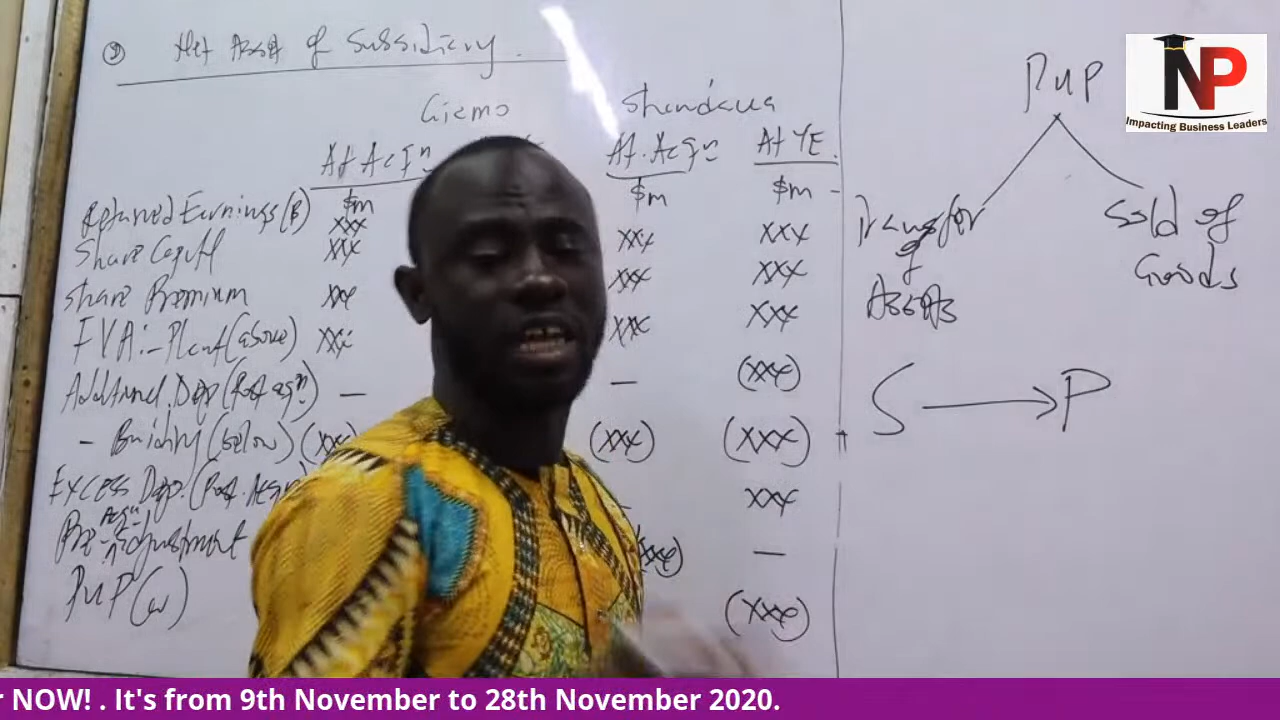 Net Asset of Subsidiary.
Gizmo
At Acqn At. Acqn At YE.
$m $m $m
Retained Earnings (B) xxx xxx xxx
Share Capital xxx xxx xxx
Share Premium xxx xxx xxx
FVA:- Plant (above) xxx
Additional. Dep (Post acqn) — — (xxx)
- Building (below) (xxx) (xxx) (xxx)
Excess Dep. (Post. Acqn xxx
Pre-Acqn Adjustment (xxx) —
PUP (w) (xxx)
PUP
Transfer of Assets
Sold of Goods
S → P
NP
Impacting Business Leaders
r NOW! . It's from 9th November to 28th November 2020.